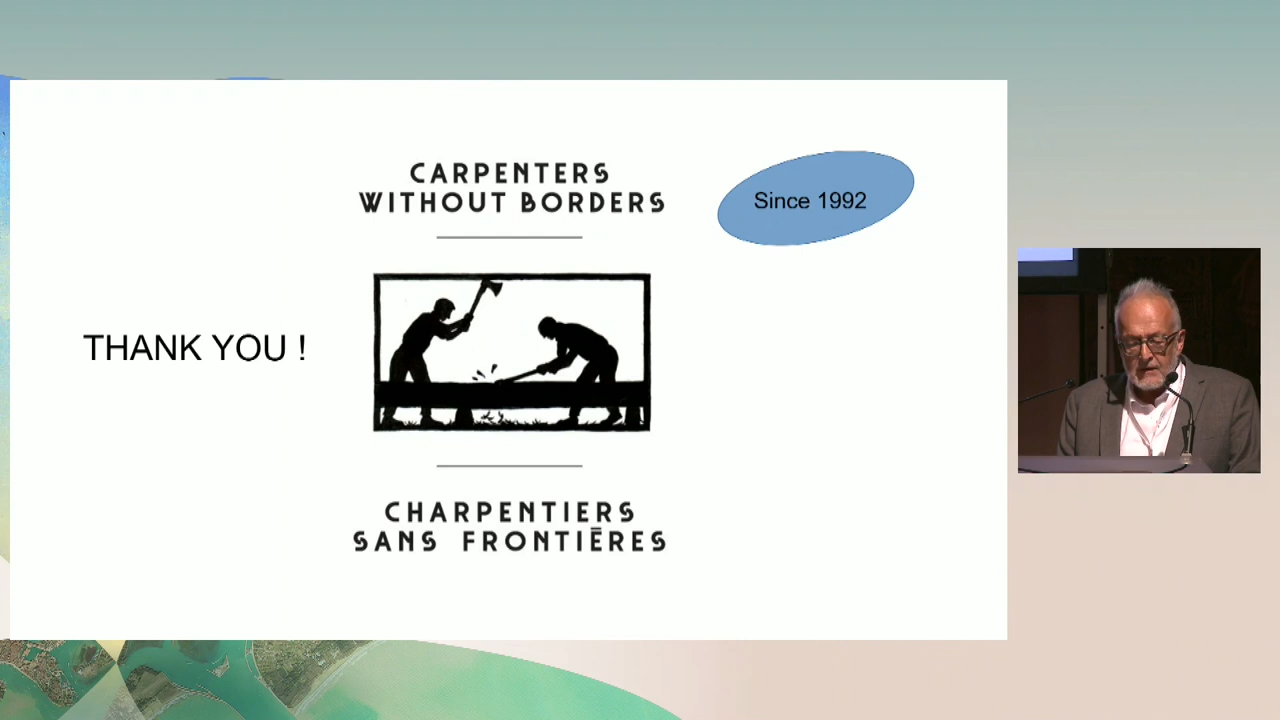 CARPENTERS
WITHOUT BORDERS
Since 1992
THANK YOU !
CHARPENTIERS
SANS FRONTIĒRES